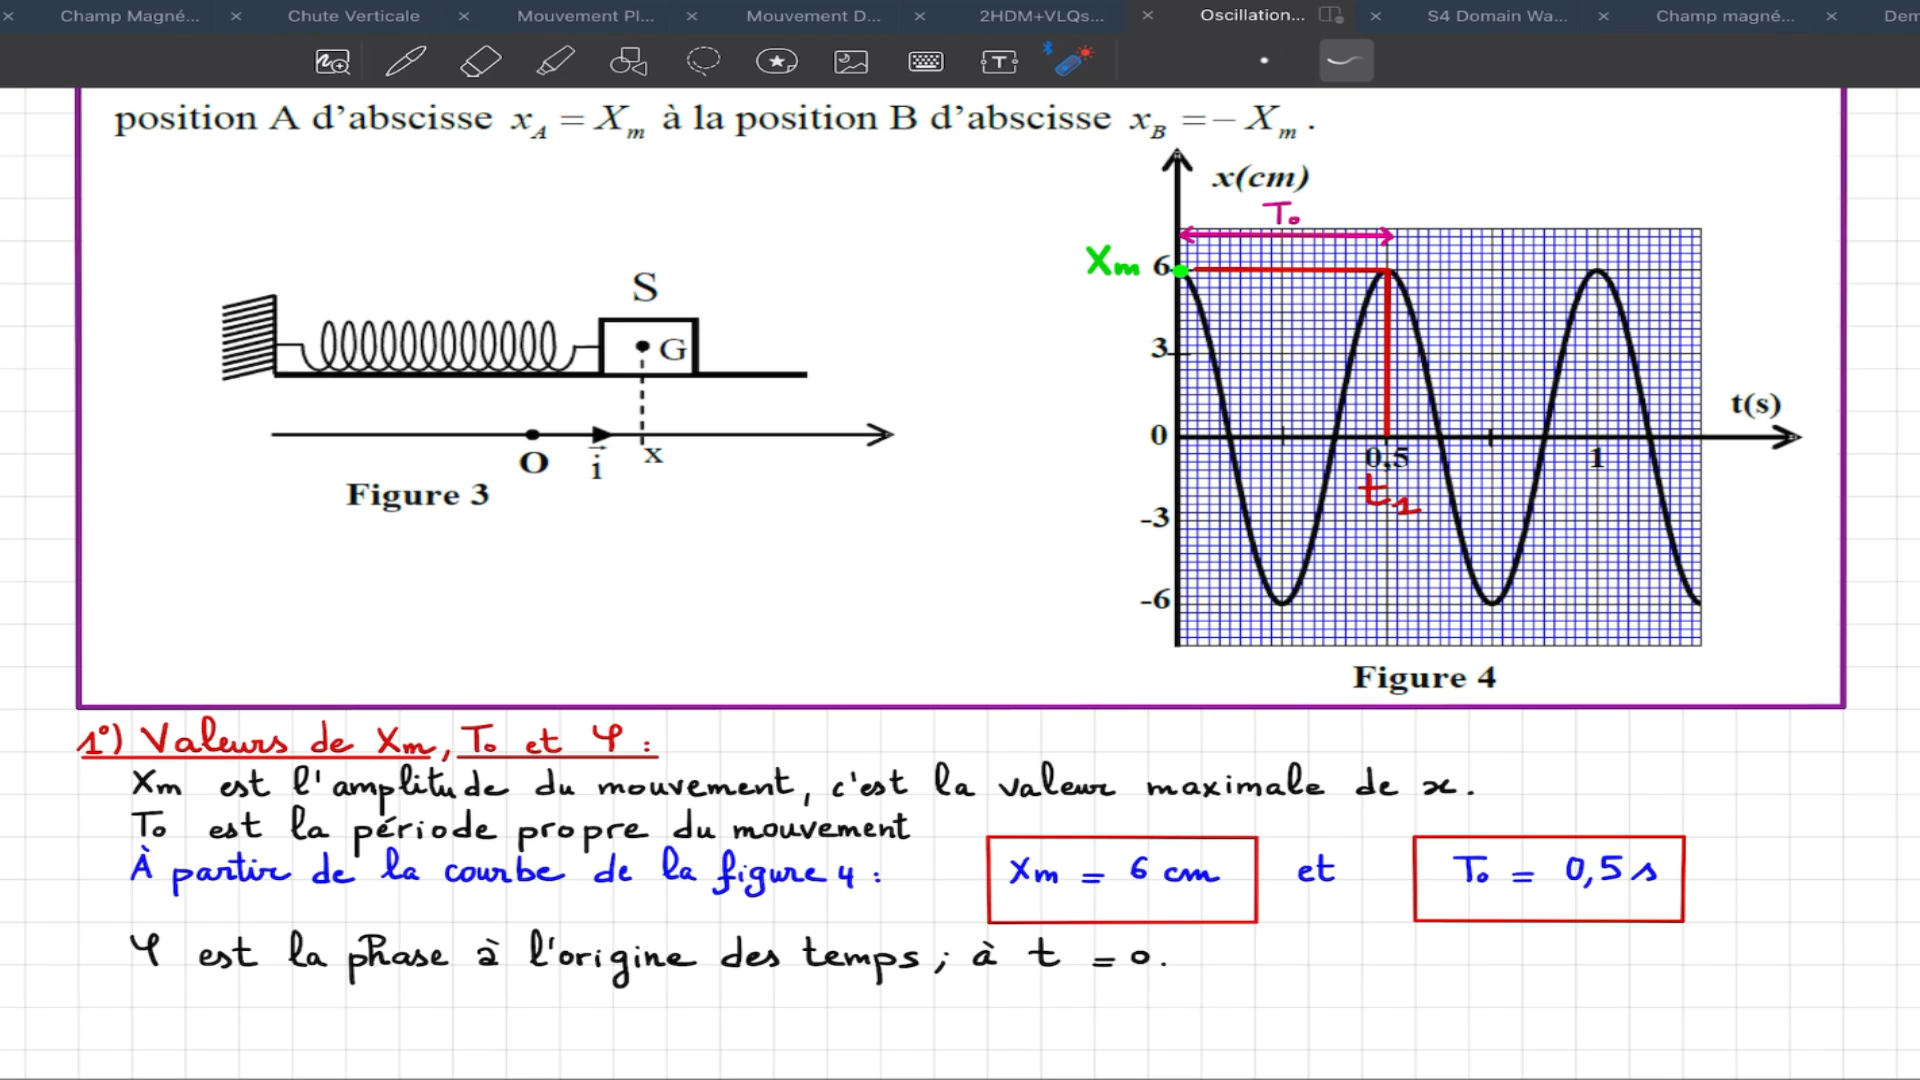 Champ Magné... Chute Verticale Mouvement Pl... Mouvement D... 2HDM+VLQs... Oscillation... S4 Domain Wa... Champ magné... Dem
position A d'abscisse x_A = X_m à la position B d'abscisse x_B = - X_m .
x(cm)
T₀
Xm 6
3
0
-3
-6
0,5
1
t₁
t(s)
Figure 4
S
G
O
i
x
Figure 3
1°) Valeurs de Xm, T₀ et φ :
Xm est l'amplitude du mouvement, c'est la valeur maximale de x.
T₀ est la période propre du mouvement
À partir de la courbe de la figure 4 : Xm = 6 cm et T₀ = 0,5 s
φ est la Phase à l'origine des temps ; à t = 0.